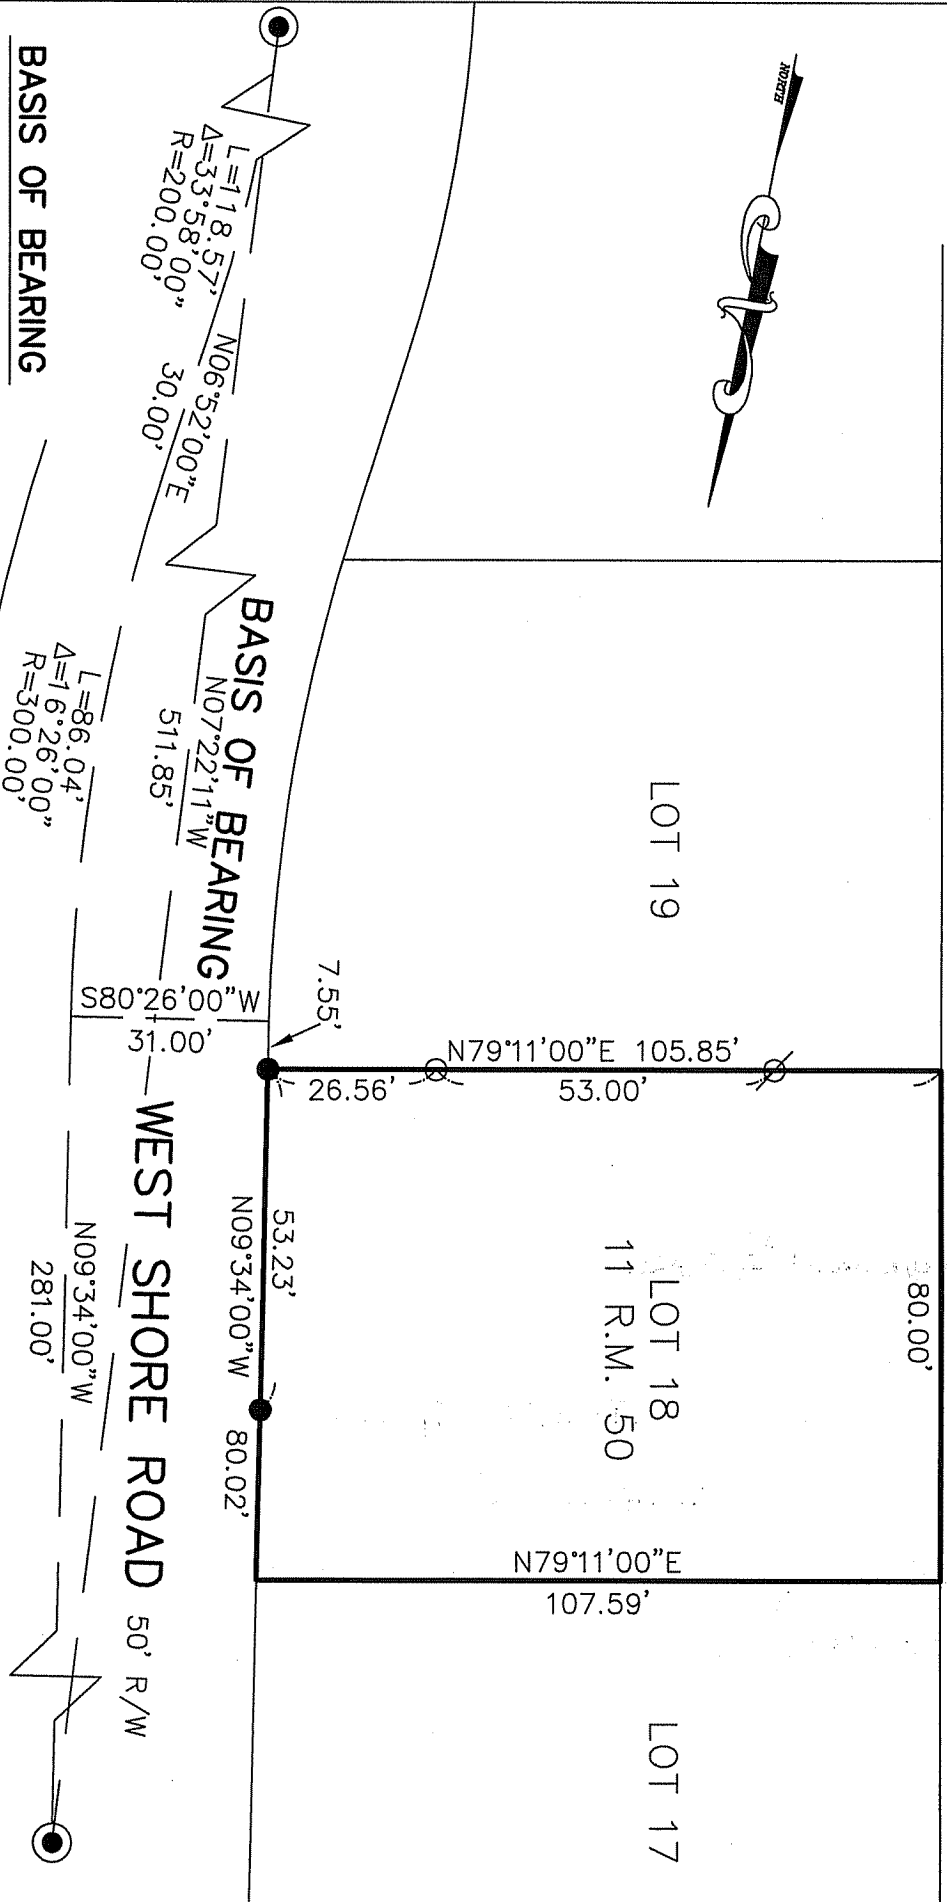 NORTH
BASIS OF BEARING
L=118.57'
Δ=33°58'00"
R=200.00'
N06°52'00"E
30.00'
BASIS OF BEARING
N07°22'11"W
511.85'
L=86.04'
Δ=16°26'00"
R=300.00'
LOT 19
7.55'
S80°26'00"W
31.00'
N79°11'00"E 105.85'
26.56'
53.00'
53.23'
N09°34'00"W
80.02'
80.00'
LOT 18
11 R.M. 50
N79°11'00"E
107.59'
WEST SHORE ROAD 50' R/W
N09°34'00"W
281.00'
LOT 17